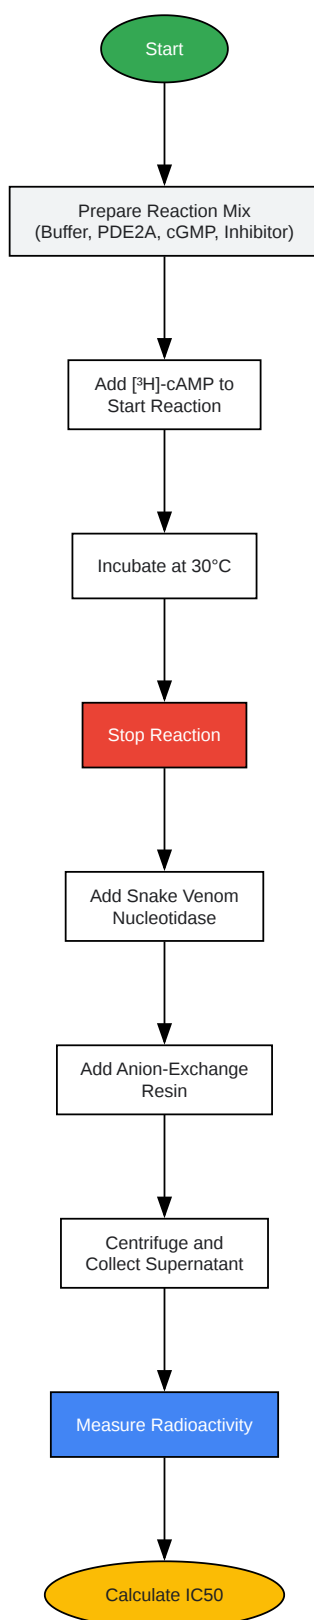 Start
Prepare Reaction Mix
(Buffer, PDE2A, cGMP, Inhibitor)
Add [³H]-cAMP to
Start Reaction
Incubate at 30°C
Stop Reaction
Add Snake Venom
Nucleotidase
Add Anion-Exchange
Resin
Centrifuge and
Collect Supernatant
Measure Radioactivity
Calculate IC50